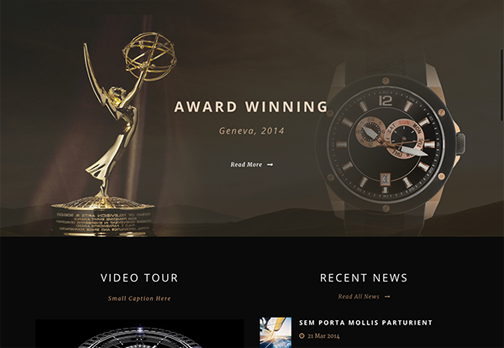 AWARD WINNING
Geneva, 2014
Read More
12
VIDEO TOUR
Small Caption Here
RECENT NEWS
Read All News
SEM PORTA MOLLIS PARTURIENT
21 Mar 2014